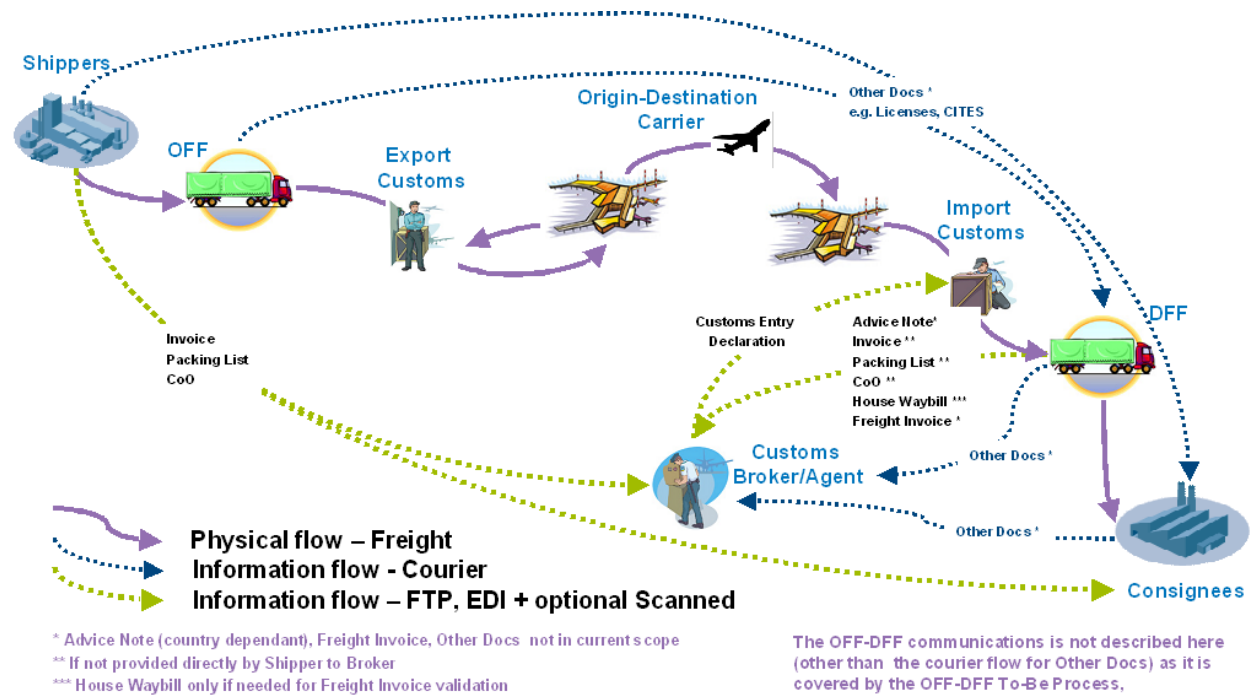 Shippers
OFF
Export
Customs
Origin-Destination
Carrier
Other Docs *
e.g. Licenses, CITES
Import
Customs
DFF
Invoice
Packing List
CoO
Customs Entry
Declaration
Advice Note*
Invoice **
Packing List **
CoO **
House Waybill ***
Freight Invoice *
Customs
Broker/Agent
Other Docs *
Other Docs *
Consignees
Physical flow – Freight
Information flow - Courier
Information flow – FTP, EDI + optional Scanned
* Advice Note (country dependant), Freight Invoice, Other Docs not in current scope
** If not provided directly by Shipper to Broker
*** House Waybill only if needed for Freight Invoice validation
The OFF-DFF communications is not described here
(other than the courier flow for Other Docs) as it is
covered by the OFF-DFF To-Be Process,